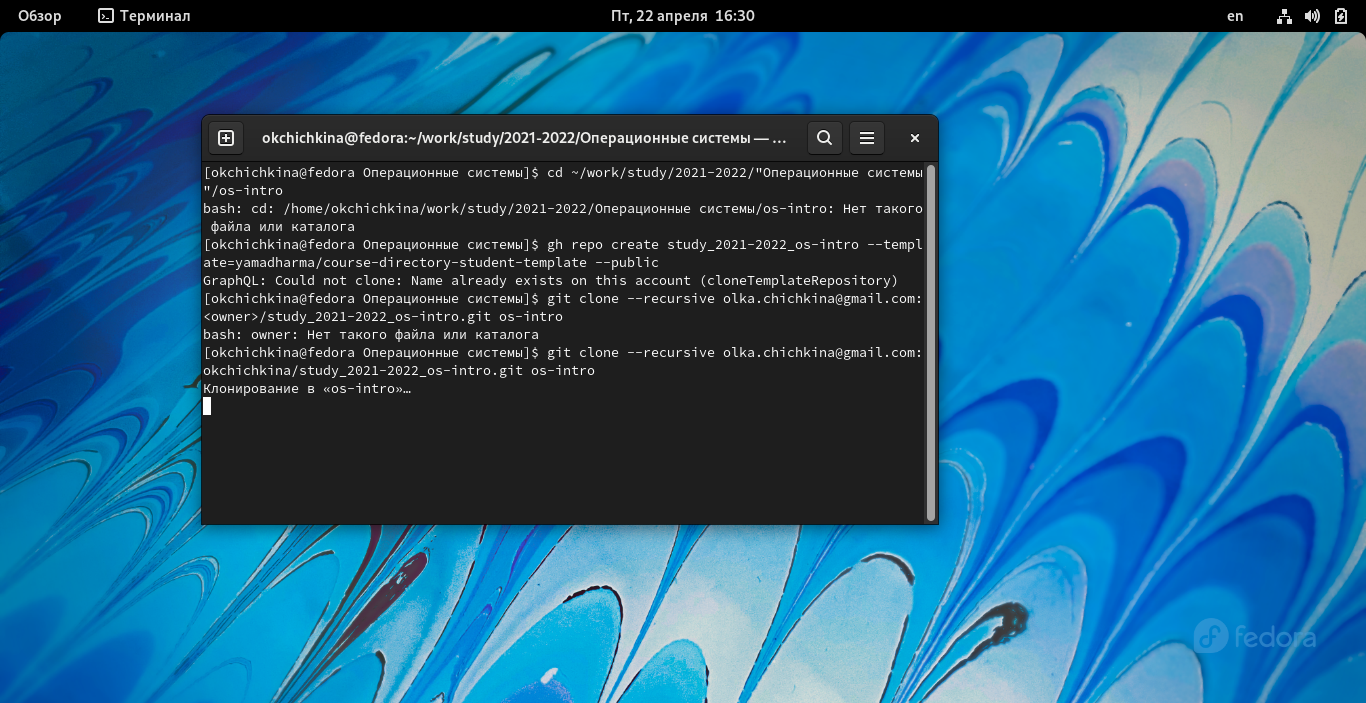 Обзор
Терминал
Пт, 22 апреля 16:30
en
okchichkina@fedora:~/work/study/2021-2022/Операционные системы — ...
[okchichkina@fedora Операционные системы]$ cd ~/work/study/2021-2022/"Операционные системы
"/os-intro
bash: cd: /home/okchichkina/work/study/2021-2022/Операционные системы/os-intro: Нет такого
файла или каталога
[okchichkina@fedora Операционные системы]$ gh repo create study_2021-2022_os-intro --templ
ate=yamadharma/course-directory-student-template --public
GraphQL: Could not clone: Name already exists on this account (cloneTemplateRepository)
[okchichkina@fedora Операционные системы]$ git clone --recursive olka.chichkina@gmail.com:
<owner>/study_2021-2022_os-intro.git os-intro
bash: owner: Нет такого файла или каталога
[okchichkina@fedora Операционные системы]$ git clone --recursive olka.chichkina@gmail.com:
okchichkina/study_2021-2022_os-intro.git os-intro
Клонирование в «os-intro»…
fedora